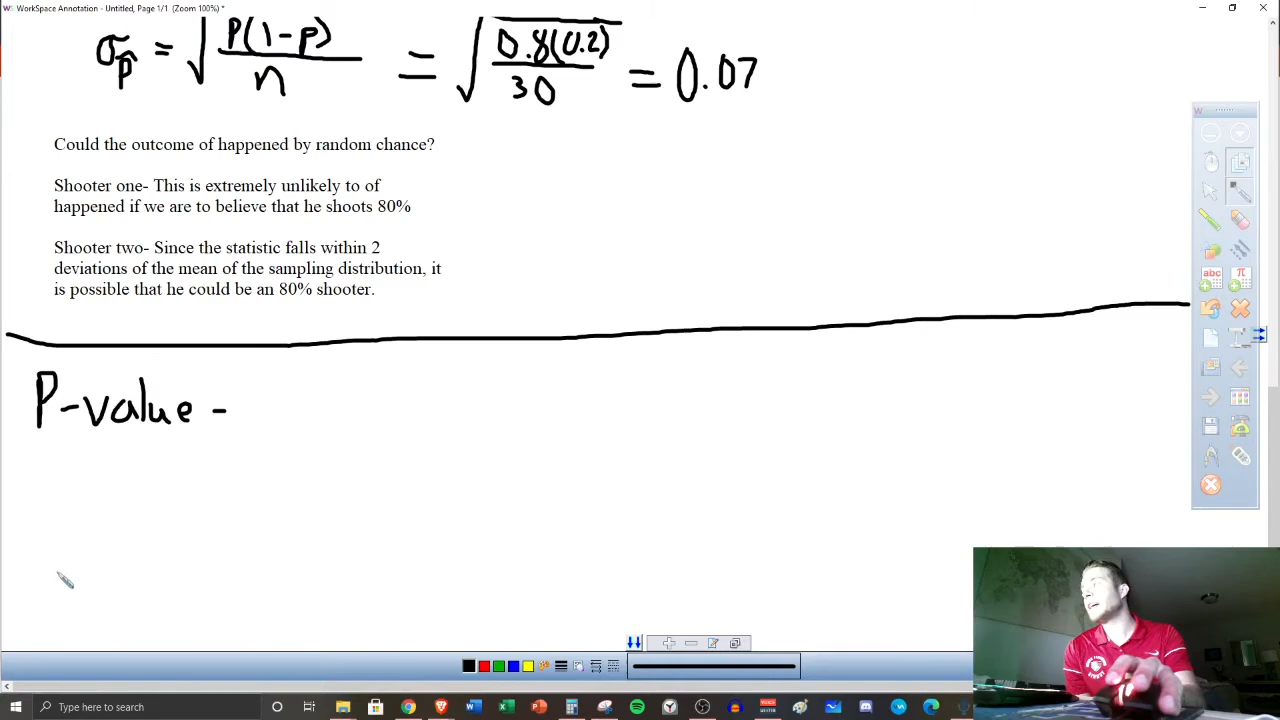 WorkSpace Annotation - Untitled, Page 1/1 (Zoom 100%) *
σp̂ = √(p(1-p)/n) = √(0.8(0.2)/30) = 0.07
Could the outcome of happened by random chance?
Shooter one- This is extremely unlikely to of
happened if we are to believe that he shoots 80%
Shooter two- Since the statistic falls within 2
deviations of the mean of the sampling distribution, it
is possible that he could be an 80% shooter.
P-value -
abc
π
Type here to search